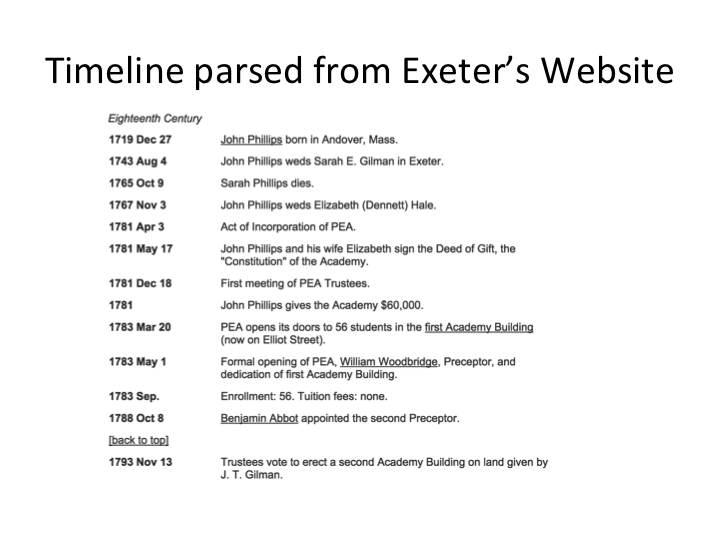 Timeline parsed from Exeter’s Website
Eighteenth Century
1719 Dec 27 John Phillips born in Andover, Mass.
1743 Aug 4 John Phillips weds Sarah E. Gilman in Exeter.
1765 Oct 9 Sarah Phillips dies.
1767 Nov 3 John Phillips weds Elizabeth (Dennett) Hale.
1781 Apr 3 Act of Incorporation of PEA.
1781 May 17 John Phillips and his wife Elizabeth sign the Deed of Gift, the
"Constitution" of the Academy.
1781 Dec 18 First meeting of PEA Trustees.
1781 John Phillips gives the Academy $60,000.
1783 Mar 20 PEA opens its doors to 56 students in the first Academy Building
(now on Elliot Street).
1783 May 1 Formal opening of PEA, William Woodbridge, Preceptor, and
dedication of first Academy Building.
1783 Sep. Enrollment: 56. Tuition fees: none.
1788 Oct 8 Benjamin Abbot appointed the second Preceptor.
[back to top]
1793 Nov 13 Trustees vote to erect a second Academy Building on land given by
J. T. Gilman.